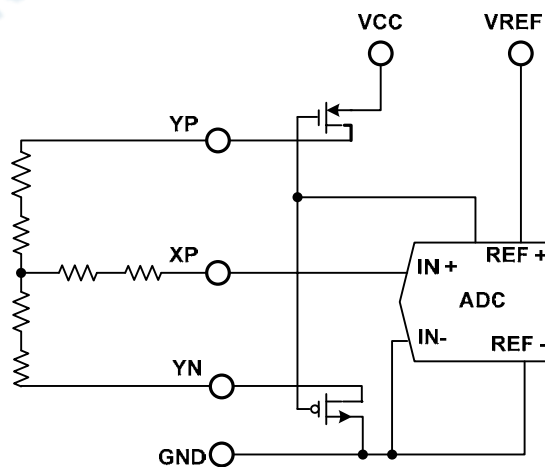 VCC VREF
YP
XP IN + REF +
ADC
IN- REF -
YN
GND